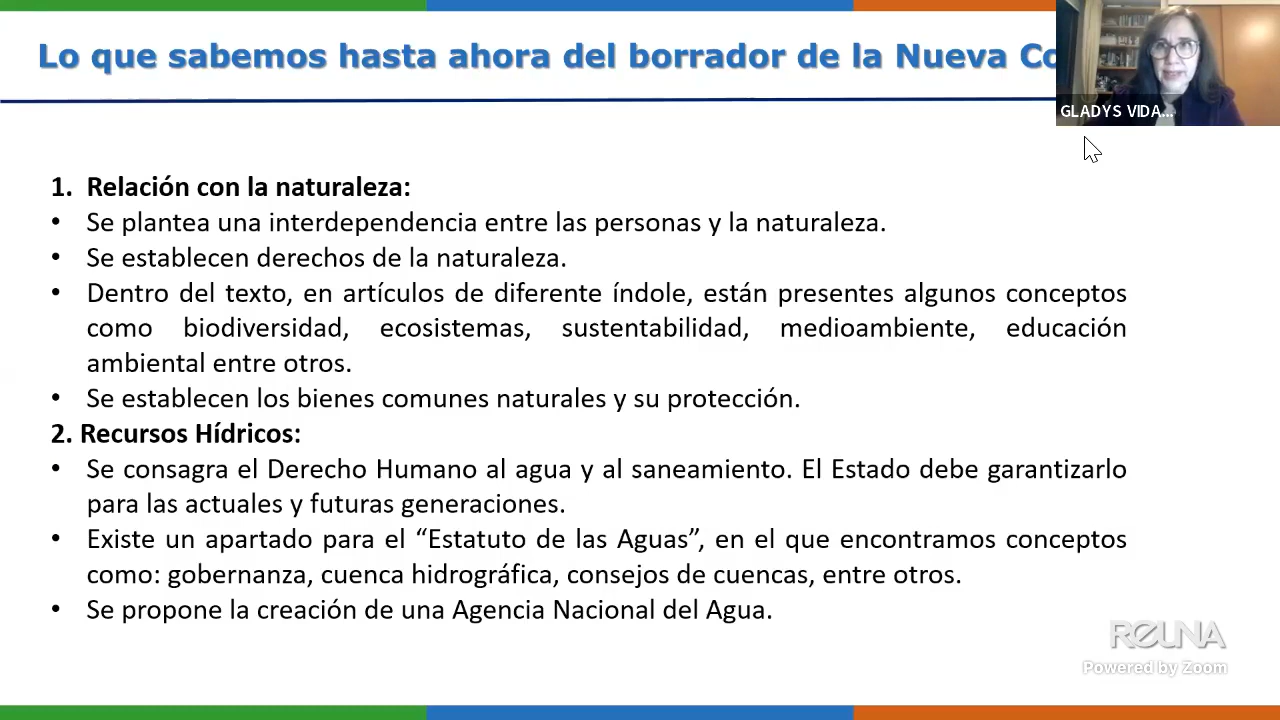 Lo que sabemos hasta ahora del borrador de la Nueva Co
GLADYS VIDA...
1. Relación con la naturaleza:
• Se plantea una interdependencia entre las personas y la naturaleza.
• Se establecen derechos de la naturaleza.
• Dentro del texto, en artículos de diferente índole, están presentes algunos conceptos
como biodiversidad, ecosistemas, sustentabilidad, medioambiente, educación
ambiental entre otros.
• Se establecen los bienes comunes naturales y su protección.
2. Recursos Hídricos:
• Se consagra el Derecho Humano al agua y al saneamiento. El Estado debe garantizarlo
para las actuales y futuras generaciones.
• Existe un apartado para el “Estatuto de las Aguas”, en el que encontramos conceptos
como: gobernanza, cuenca hidrográfica, consejos de cuencas, entre otros.
• Se propone la creación de una Agencia Nacional del Agua.
REUNA
Powered by Zoom